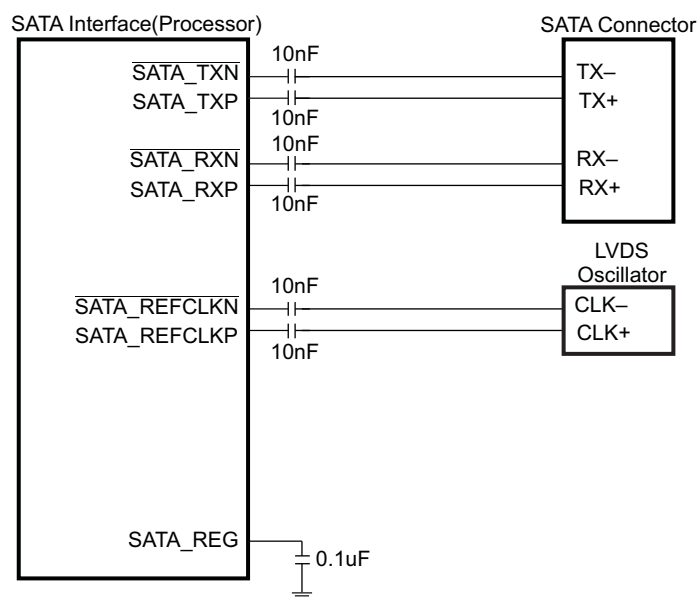 SATA Interface(Processor)
SATA Connector
10nF
SATA_TXN
TX–
SATA_TXP
TX+
10nF
10nF
SATA_RXN
RX–
SATA_RXP
RX+
10nF
LVDS
Oscillator
10nF
SATA_REFCLKN
CLK–
SATA_REFCLKP
CLK+
10nF
SATA_REG
0.1uF